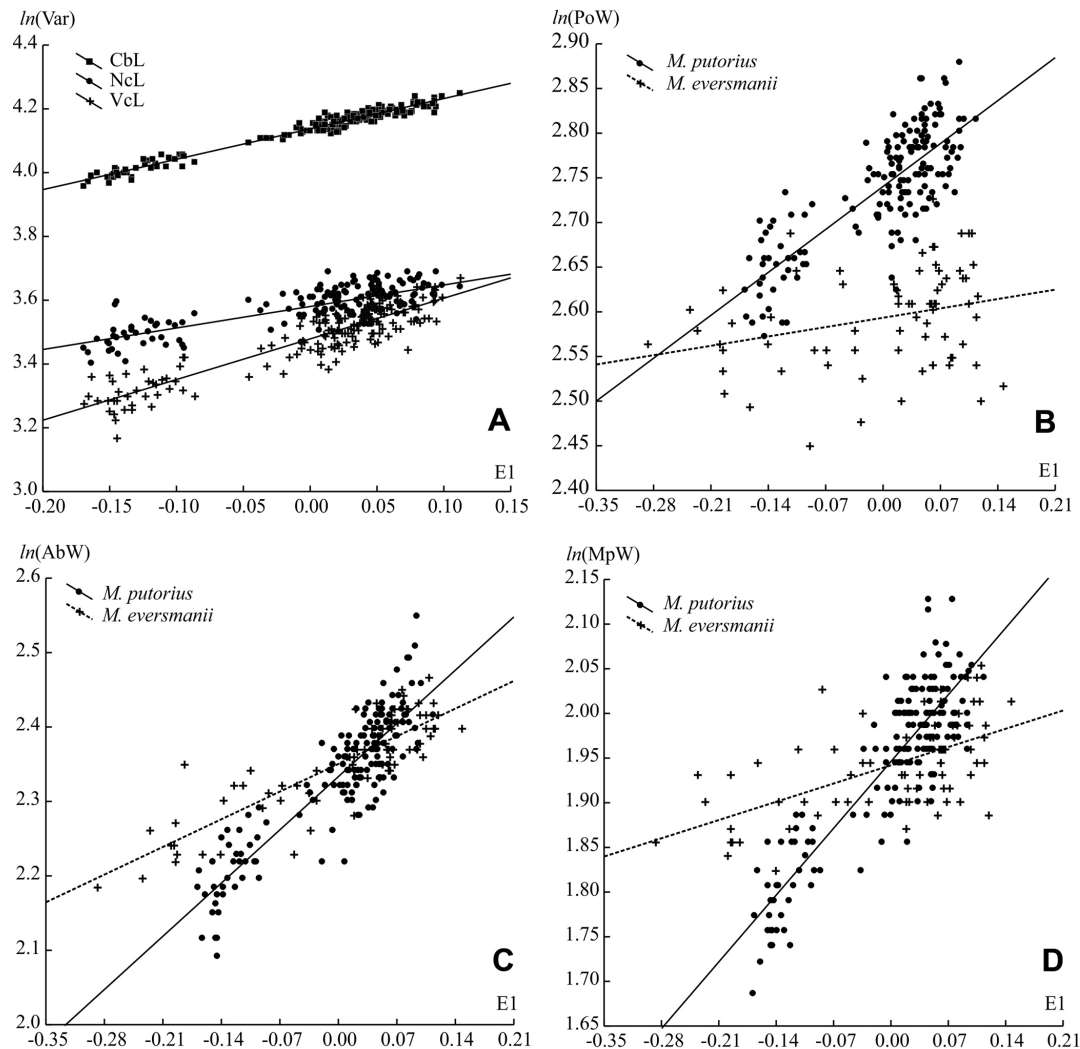 ln(Var)
4.4
4.2
4.0
3.8
3.6
3.4
3.2
3.0
CbL
NcL
VcL
A
E1
-0.20 -0.15 -0.10 -0.05 0.00 0.05 0.10 0.15
ln(PoW)
2.90
2.85
2.80
2.75
2.70
2.65
2.60
2.55
2.50
2.45
2.40
M. putorius
M. eversmanii
B
E1
-0.35 -0.28 -0.21 -0.14 -0.07 0.00 0.07 0.14 0.21
ln(AbW)
2.6
2.5
2.4
2.3
2.2
2.1
2.0
M. putorius
M. eversmanii
C
E1
-0.35 -0.28 -0.21 -0.14 -0.07 0.00 0.07 0.14 0.21
ln(MpW)
2.15
2.10
2.05
2.00
1.95
1.90
1.85
1.80
1.75
1.70
1.65
M. putorius
M. eversmanii
D
E1
-0.35 -0.28 -0.21 -0.14 -0.07 0.00 0.07 0.14 0.21